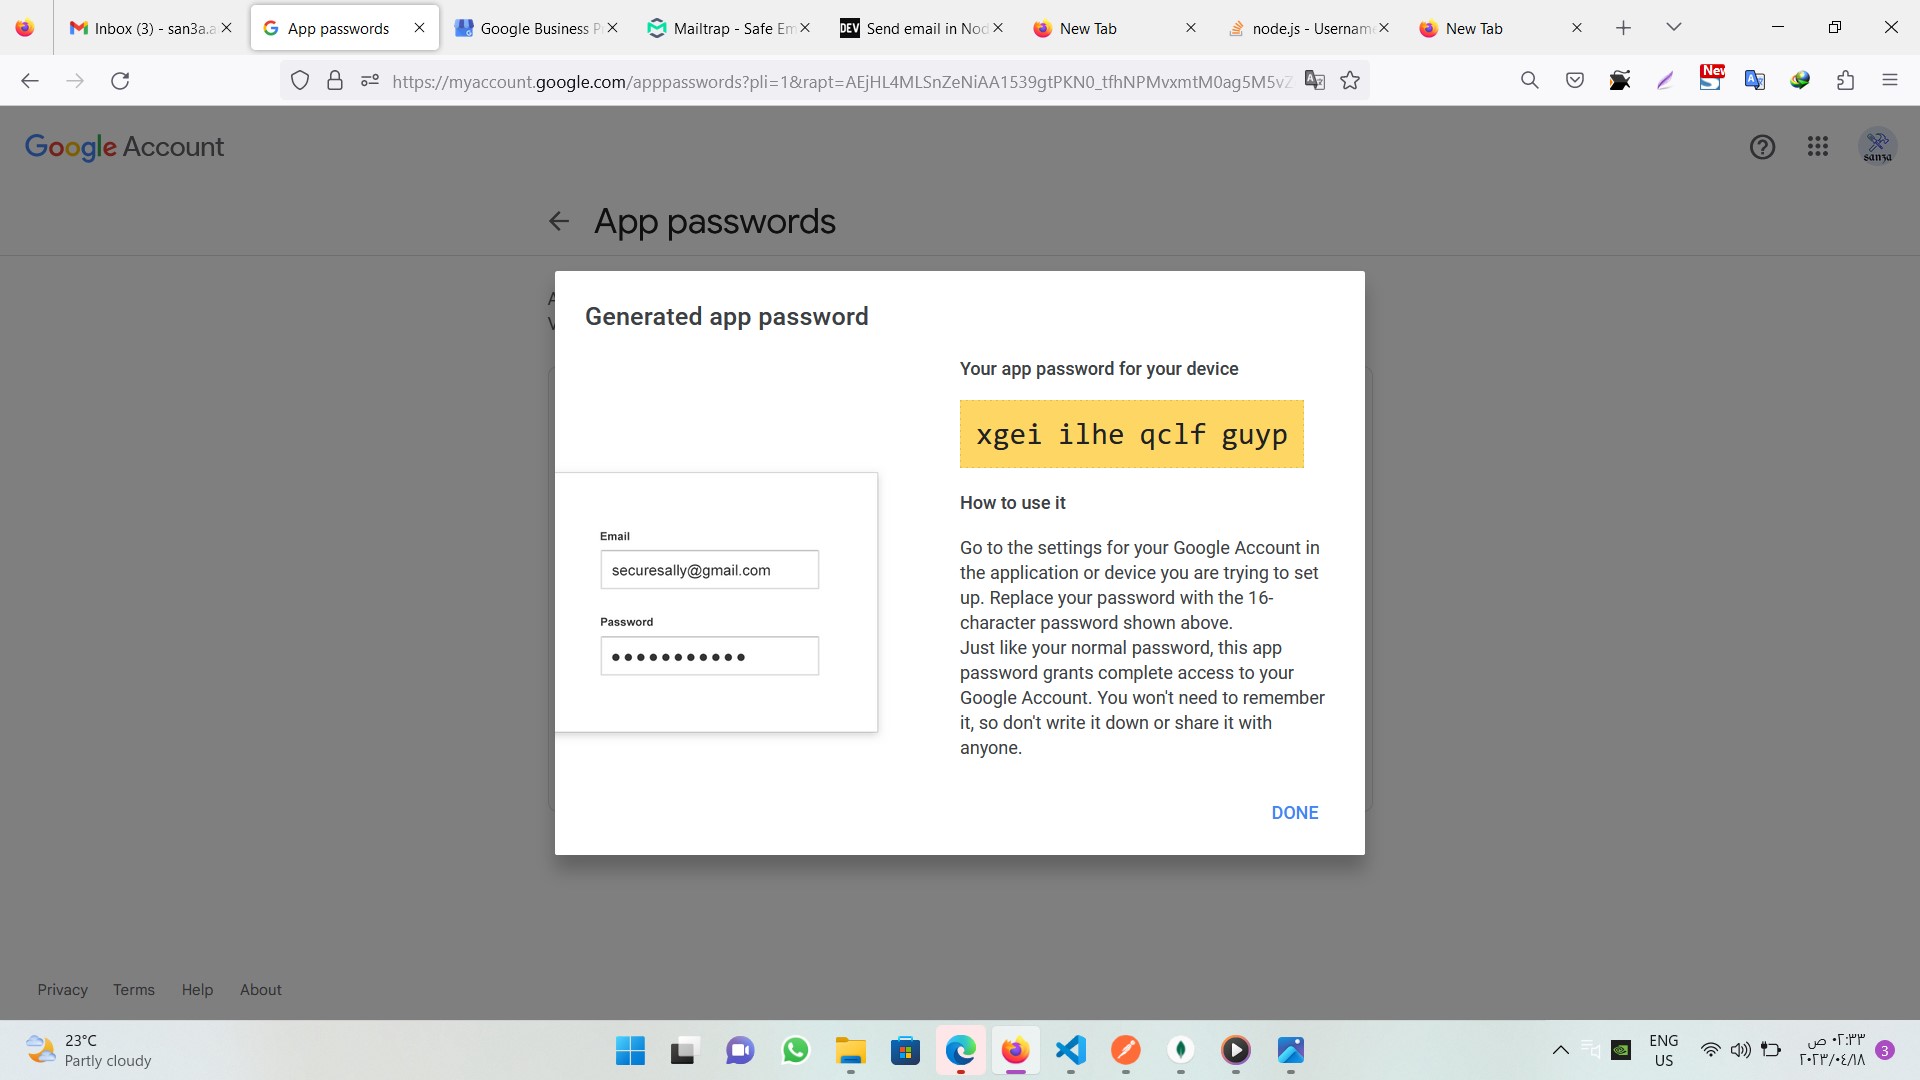 Inbox (3) - san3a.a
App passwords
Google Business P
Mailtrap - Safe Em
DEV Send email in Nod
New Tab
node.js - Username
New Tab
https://myaccount.google.com/apppasswords?pli=1&rapt=AEjHL4MLSnZeNiAA1539gtPKN0_tfhNPMvxmtM0ag5M5vZ
New
Google Account
san3a
App passwords
Generated app password
Your app password for your device
xgei ilhe qclf guyp
Email
securesally@gmail.com
Password
How to use it
Go to the settings for your Google Account in
the application or device you are trying to set
up. Replace your password with the 16-
character password shown above.
Just like your normal password, this app
password grants complete access to your
Google Account. You won't need to remember
it, so don't write it down or share it with
anyone.
DONE
Privacy Terms Help About
23°C
Partly cloudy
ENG
US
٠٢:٣٣ ص
٢٠٢٣/٠٤/١٨
3